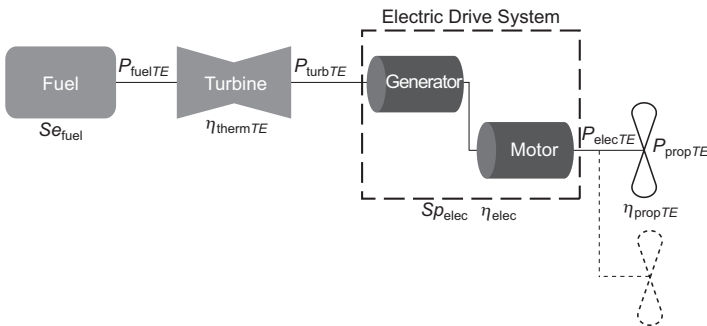 Electric Drive System
Fuel
P_fuelTE
Turbine
P_turbTE
Generator
Se_fuel
η_thermTE
Motor
P_elecTE
P_propTE
Sp_elec η_elec
η_propTE